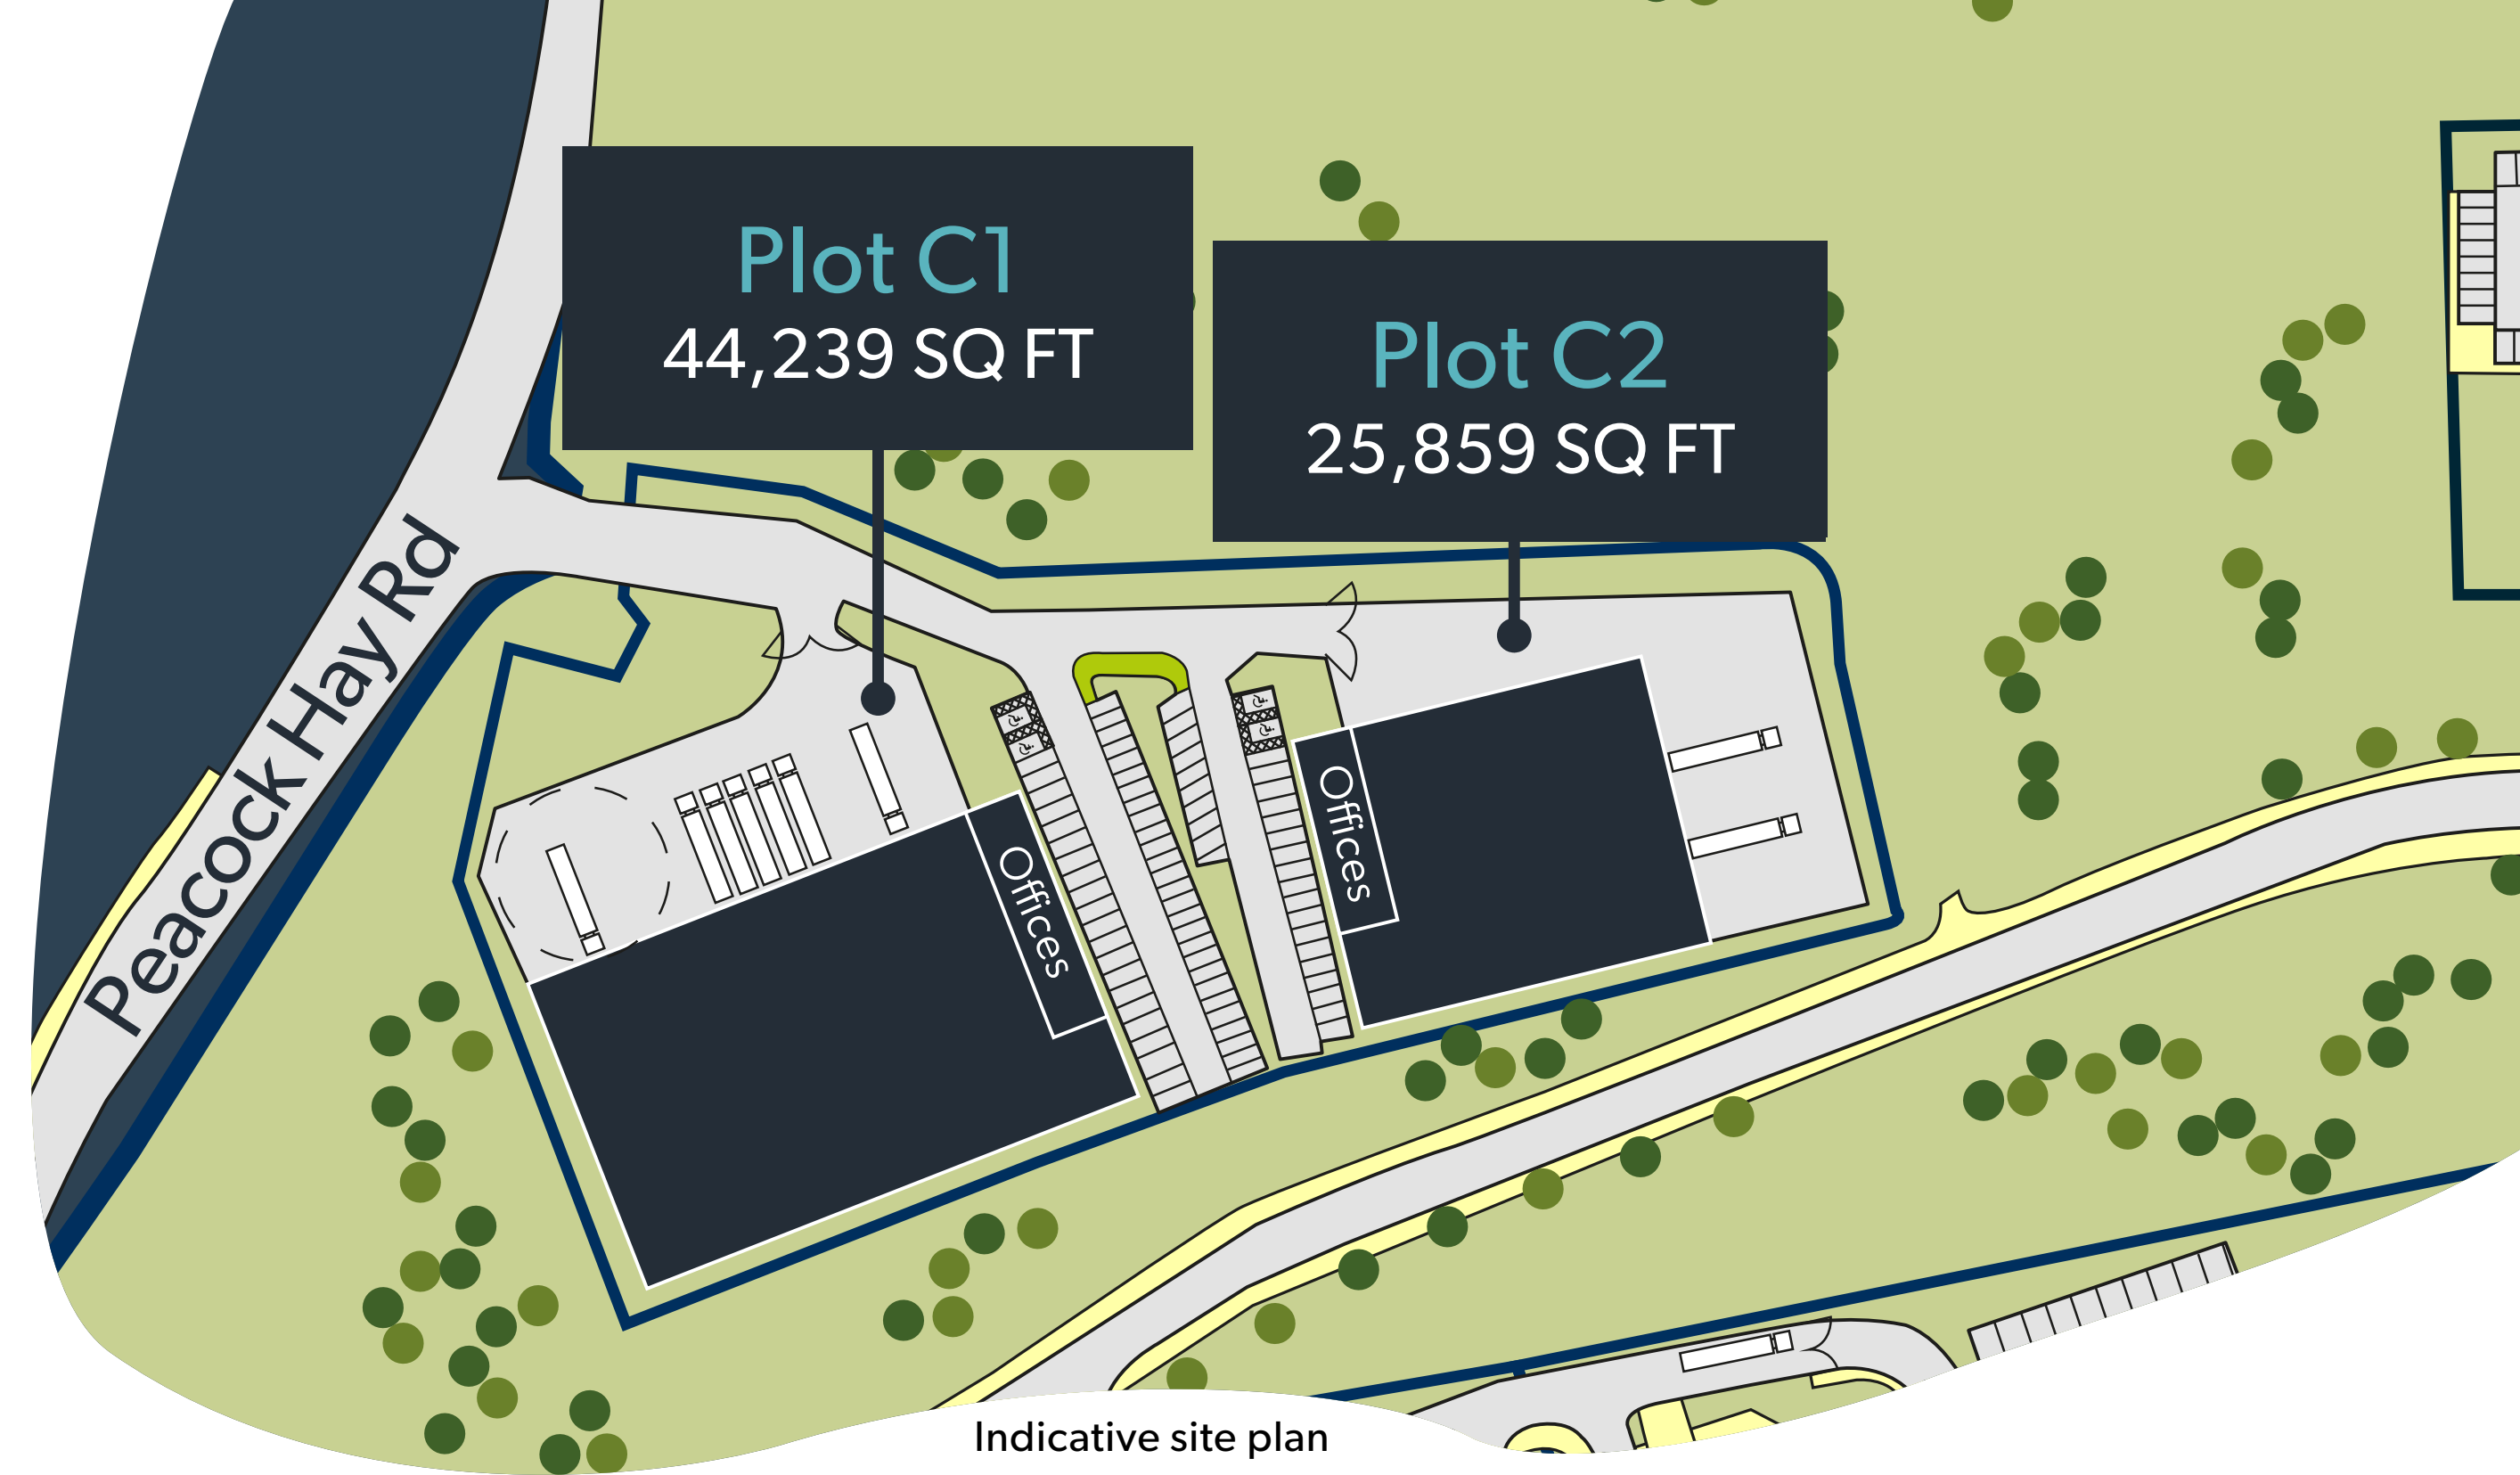 Plot C1
44,239 SQ FT
Plot C2
25,859 SQ FT
Peacock Hay Rd
Offices
Offices
Indicative site plan